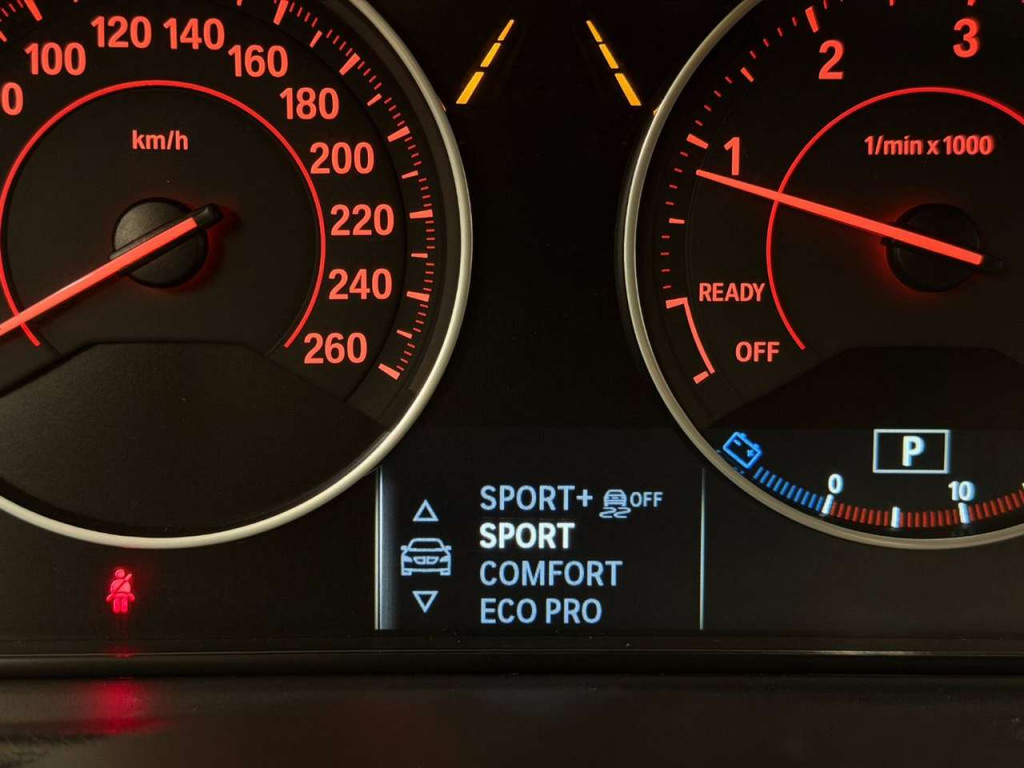 100
120
140
160
180
200
220
240
260
km/h
1
2
3
1/min x 1000
READY
OFF
P
0
10
SPORT+ OFF
SPORT
COMFORT
ECO PRO